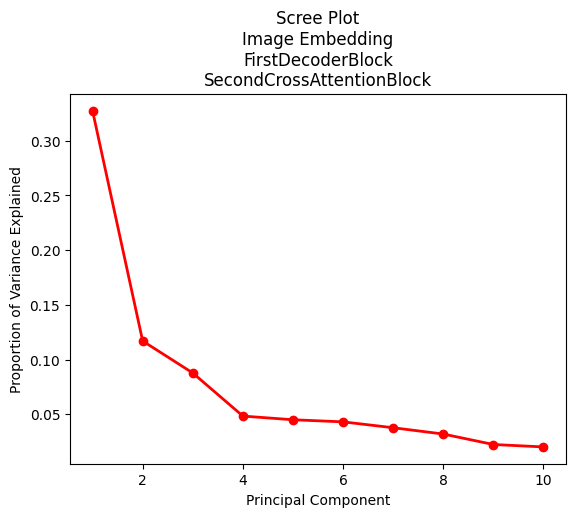 Scree Plot
Image Embedding
FirstDecoderBlock
SecondCrossAttentionBlock
Proportion of Variance Explained
0.30
0.25
0.20
0.15
0.10
0.05
2 4 6 8 10
Principal Component